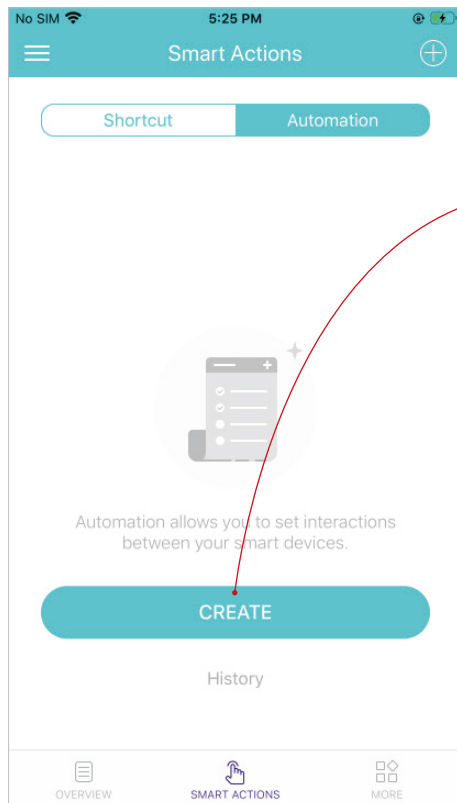 No SIM 5:25 PM
Smart Actions
Shortcut Automation
Automation allows you to set interactions
between your smart devices.
CREATE
History
OVERVIEW SMART ACTIONS MORE